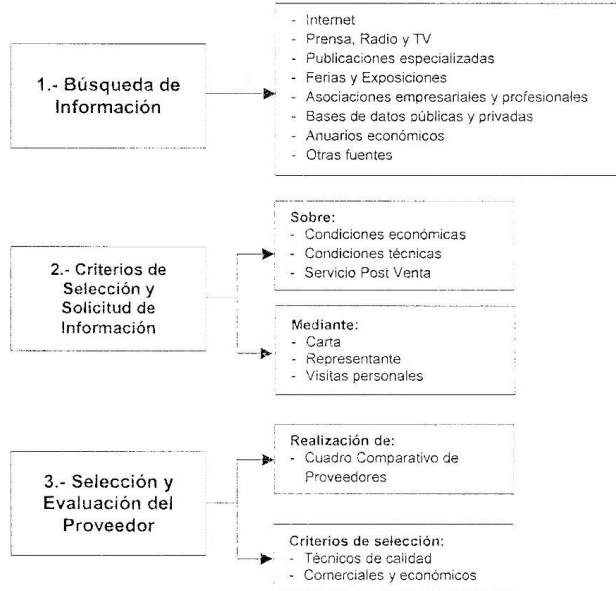 1.- Búsqueda de
Información
- Internet
- Prensa, Radio y TV
- Publicaciones especializadas
- Ferias y Exposiciones
- Asociaciones empresariales y profesionales
- Bases de datos públicas y privadas
- Anuarios económicos
- Otras fuentes
2.- Criterios de
Selección y
Solicitud de
Información
Sobre:
- Condiciones económicas
- Condiciones técnicas
- Servicio Post Venta
Mediante:
- Carta
- Representante
- Visitas personales
3.- Selección y
Evaluación del
Proveedor
Realización de:
- Cuadro Comparativo de
Proveedores
Criterios de selección:
- Técnicos de calidad
- Comerciales y económicos